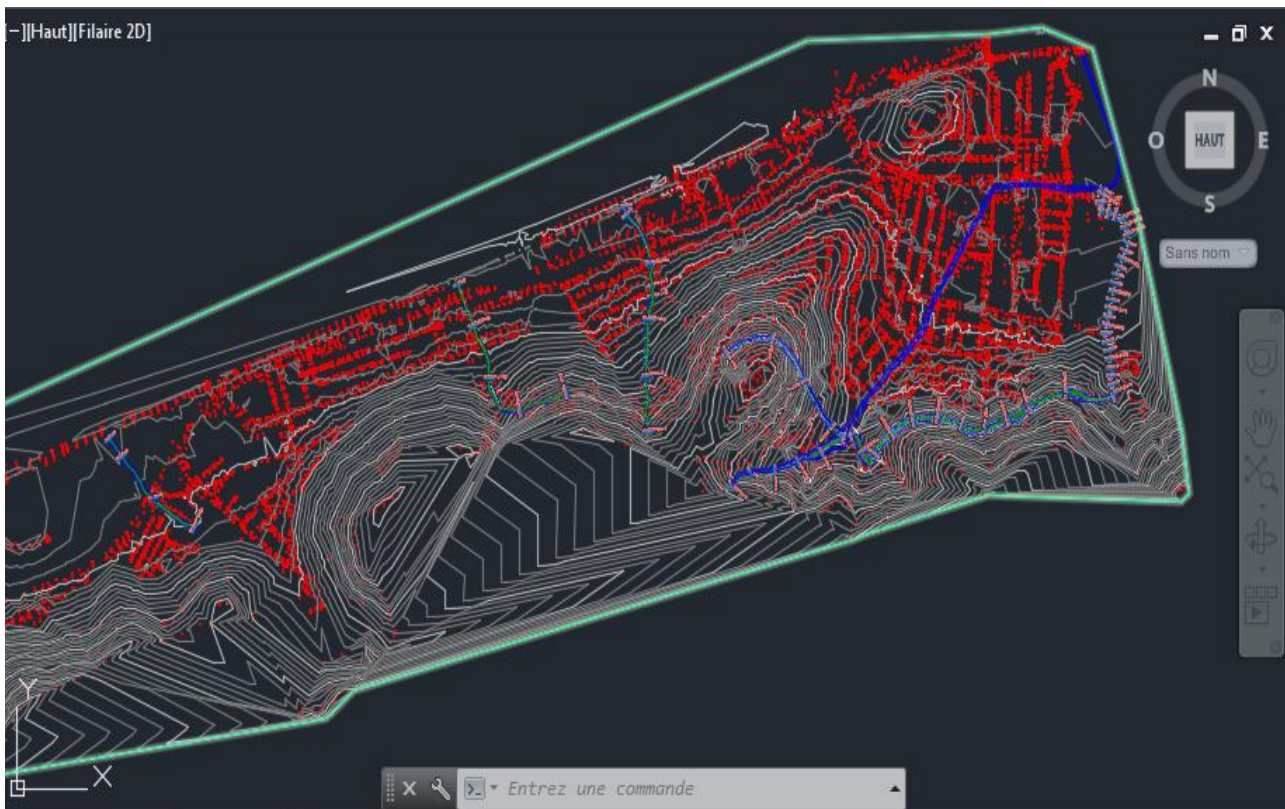 [−][Haut][Filaire 2D]
N
O
HAUT
E
S
Sans nom
Y
X
Entrez une commande